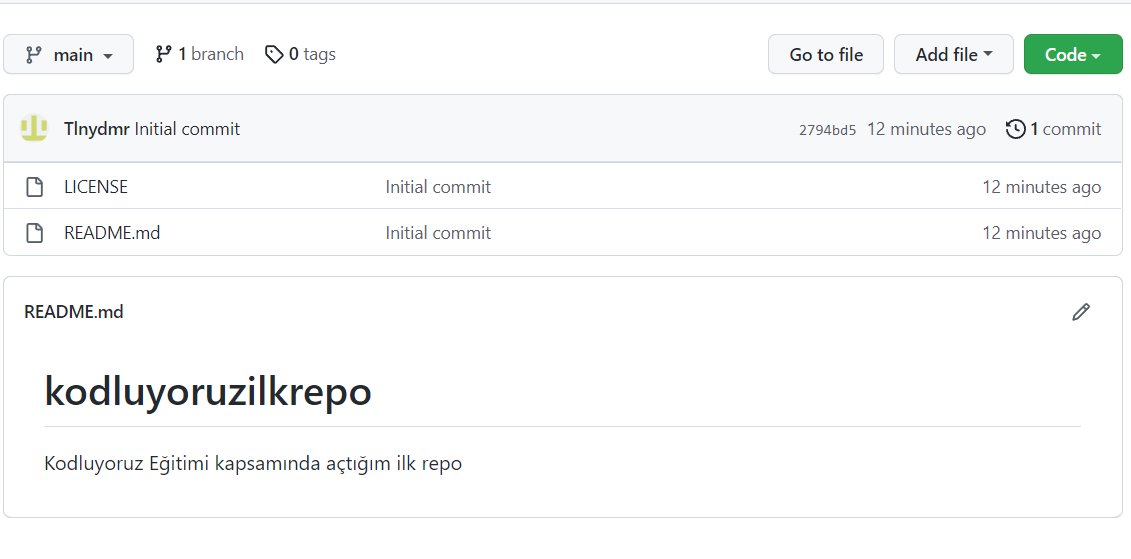 main 1 branch 0 tags Go to file Add file Code
Tlnydmr Initial commit 2794bd5 12 minutes ago 1 commit
LICENSE Initial commit 12 minutes ago
README.md Initial commit 12 minutes ago
README.md
kodluyoruzilkrepo
Kodluyoruz Eğitimi kapsamında açtığım ilk repo